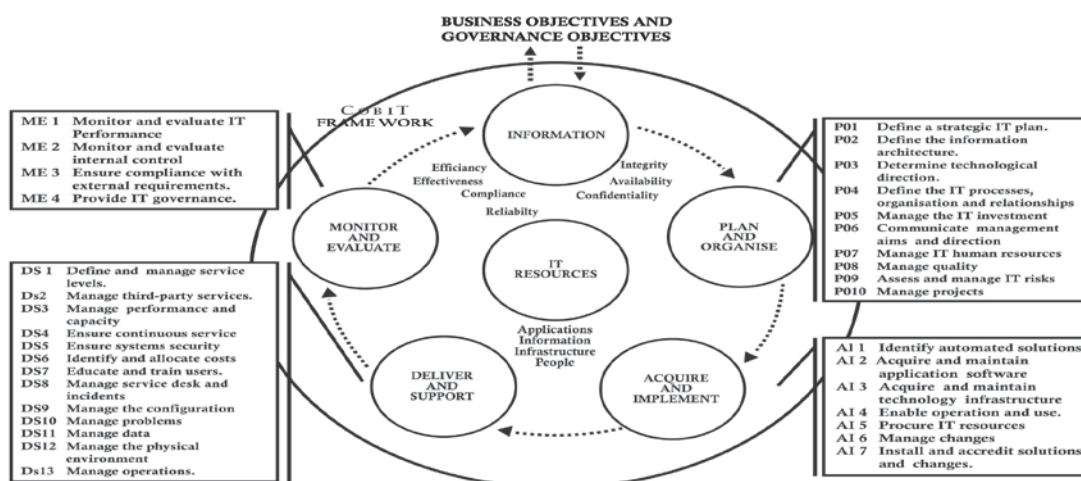 BUSINESS OBJECTIVES AND
GOVERNANCE OBJECTIVES
COBIT
FRAME WORK
INFORMATION
Efficiancy
Effectiveness
Compliance
Reliabilty
Integrity
Availability
Confidentiality
ME 1 Monitor and evaluate IT
Performance
ME 2 Monitor and evaluate
internal control
ME 3 Ensure compliance with
external requirements.
ME 4 Provide IT governance.
MONITOR
AND
EVALUATE
IT
RESOURCES
Applications
Information
Infrastructure
People
PLAN
AND
ORGANISE
P01 Define a strategic IT plan.
P02 Define the information
architecture.
P03 Determine technological
direction.
P04 Define the IT processes,
organisation and relationships
P05 Manage the IT investment
P06 Communicate management
aims and direction
P07 Manage IT human resources
P08 Manage quality
P09 Assess and manage IT risks
P010 Manage projects
DS 1 Define and manage service
levels.
Ds2 Manage third-party services.
DS3 Manage performance and
capacity
DS4 Ensure continuous service
DS5 Ensure systems security
DS6 Identify and allocate costs
DS7 Educate and train users.
DS8 Manage service desk and
incidents
DS9 Manage the configuration
DS10 Manage problems
DS11 Manage data
DS12 Manage the physical
environment
Ds13 Manage operations.
DELIVER
AND
SUPPORT
ACQUIRE
AND
IMPLEMENT
AI 1 Identify automated solutions
AI 2 Acquire and maintain
application software
AI 3 Acquire and maintain
technology infrastructure
AI 4 Enable operation and use.
AI 5 Procure IT resources
AI 6 Manage changes
AI 7 Install and accredit solutions
and changes.